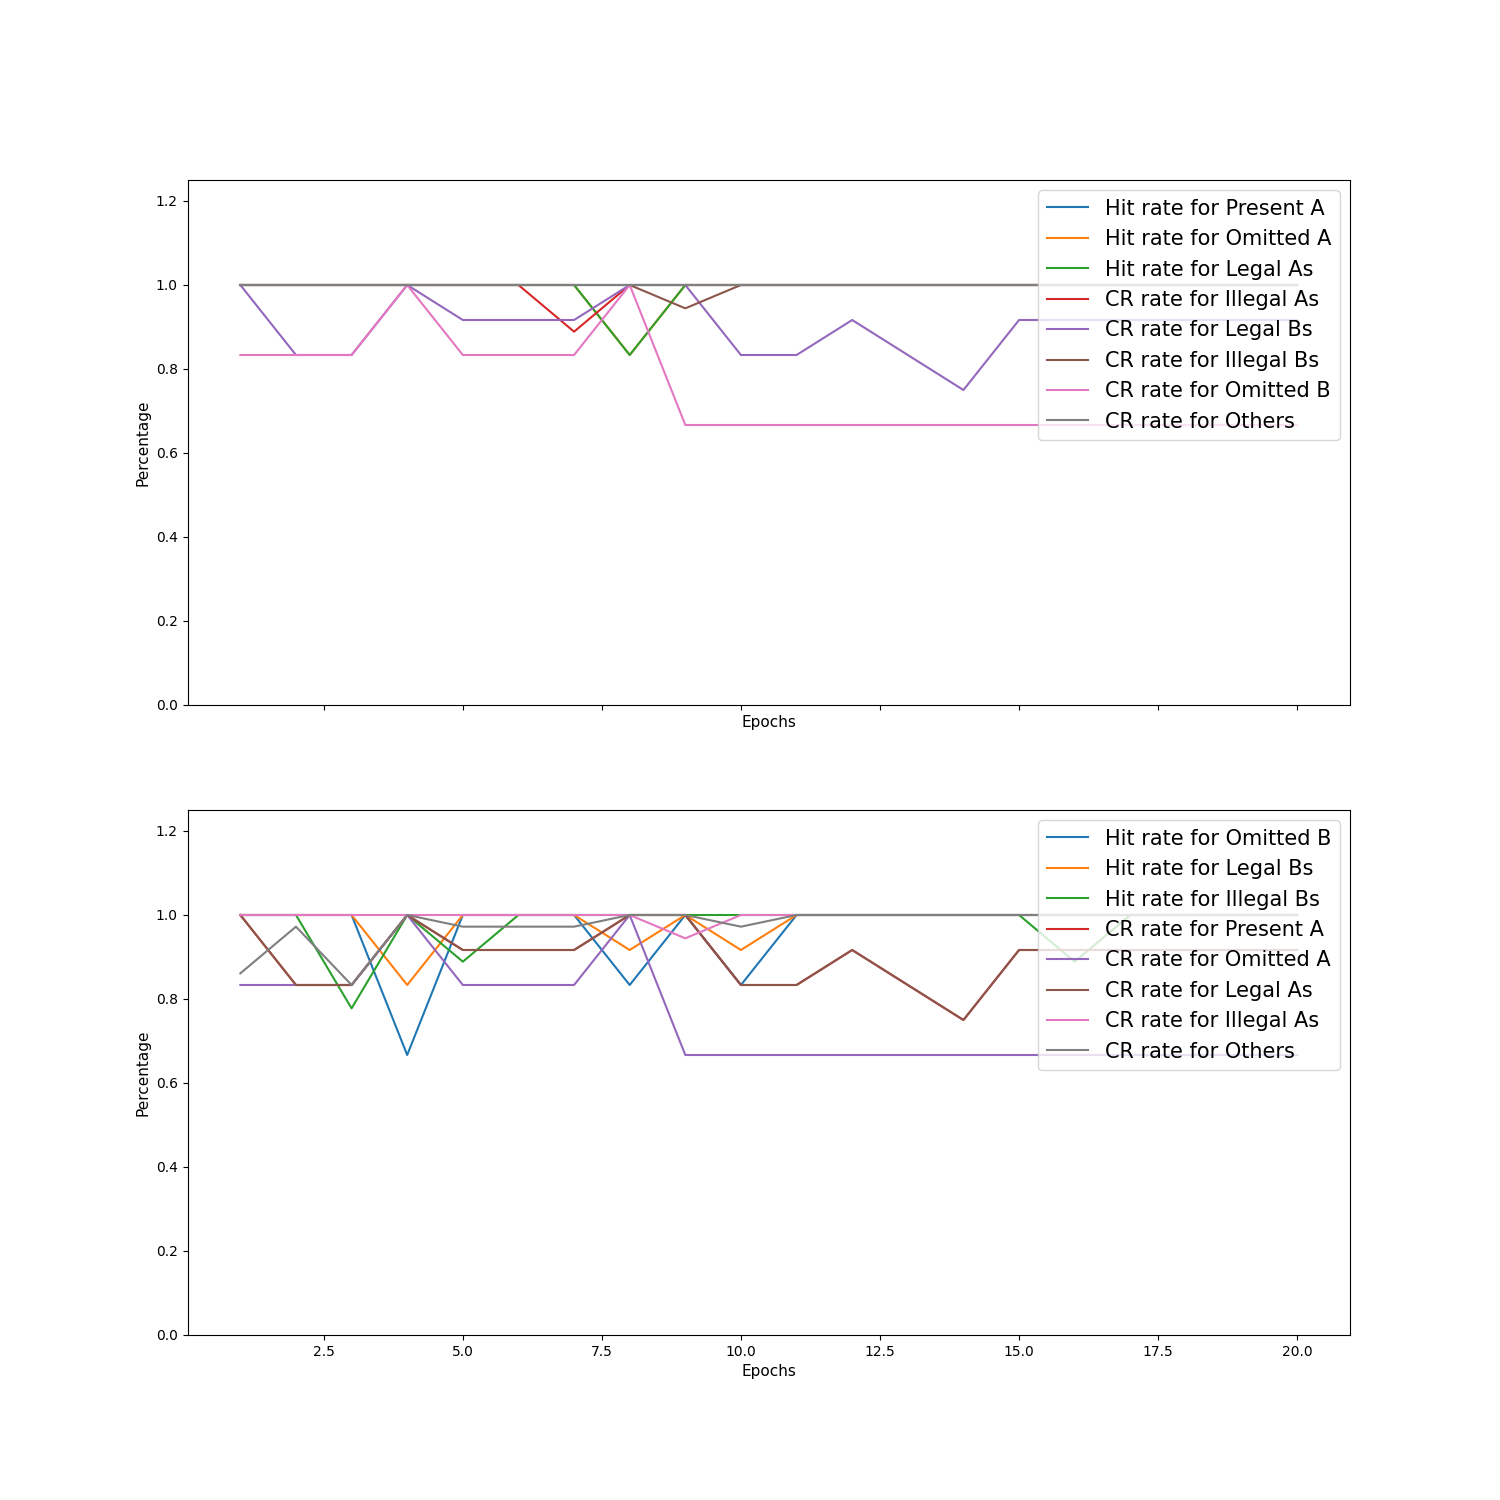 1.2
1.0
0.8
0.6
0.4
0.2
0.0
Percentage
Epochs
Hit rate for Present A
Hit rate for Omitted A
Hit rate for Legal As
CR rate for Illegal As
CR rate for Legal Bs
CR rate for Illegal Bs
CR rate for Omitted B
CR rate for Others
1.2
1.0
0.8
0.6
0.4
0.2
0.0
Percentage
2.5 5.0 7.5 10.0 12.5 15.0 17.5 20.0
Epochs
Hit rate for Omitted B
Hit rate for Legal Bs
Hit rate for Illegal Bs
CR rate for Present A
CR rate for Omitted A
CR rate for Legal As
CR rate for Illegal As
CR rate for Others